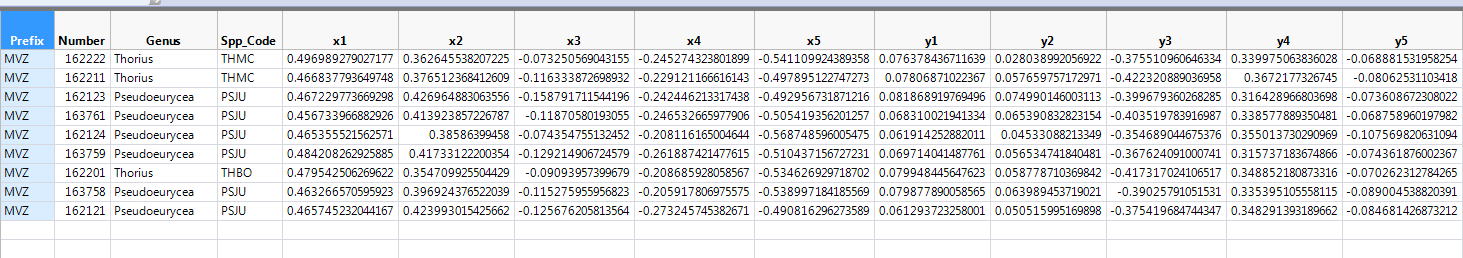 Prefix Number Genus Spp_Code x1 x2 x3 x4 x5 y1 y2 y3 y4 y5
MVZ 162222 Thorius THMC 0.496989279027177 0.362645538207225 -0.073250569043155 -0.245274323801899 -0.541109924389358 0.076378436711639 0.028038992056922 -0.375510960646334 0.339975063836028 -0.068881531958254
MVZ 162211 Thorius THMC 0.466837793649748 0.376512368412609 -0.116333872698932 -0.229121166616143 -0.497895122747273 0.07806871022367 0.057659757172971 -0.422320889036958 0.3672177326745 -0.08062531103418
MVZ 162123 Pseudoeurycea PSJU 0.467229773669298 0.426964883063556 -0.158791711544196 -0.242446213317438 -0.492956731871216 0.081868919769496 0.074990146003113 -0.399679360268285 0.316428966803698 -0.073608672308022
MVZ 163761 Pseudoeurycea PSJU 0.456733966882926 0.413923857226787 -0.11870580193055 -0.246532665977906 -0.505419356201257 0.068310021941334 0.065390832823154 -0.403519783916987 0.338577889350481 -0.068758960197982
MVZ 162124 Pseudoeurycea PSJU 0.465355521562571 0.38586399458 -0.074354755132452 -0.208116165004644 -0.568748596005475 0.061914252882011 0.04533088213349 -0.354689044675376 0.355013730290969 -0.107569820631094
MVZ 163759 Pseudoeurycea PSJU 0.484208262925885 0.41733122200354 -0.129214906724579 -0.261887421477615 -0.510437156727231 0.069714041487761 0.056534741840481 -0.367624091000741 0.315737183674866 -0.074361876002367
MVZ 162201 Thorius THBO 0.479542506269622 0.354709925504429 -0.09093957399679 -0.208685928058567 -0.534626929718702 0.079948445647623 0.058778710369842 -0.417317024106517 0.348852180873316 -0.070262312784265
MVZ 163758 Pseudoeurycea PSJU 0.463266570595923 0.396924376522039 -0.115275955956823 -0.205917806975575 -0.538997184185569 0.079877890058565 0.063989453719021 -0.39025791051531 0.335395105558115 -0.089004538820391
MVZ 162121 Pseudoeurycea PSJU 0.465745232044167 0.423993015425662 -0.125676205813564 -0.273245745382671 -0.490816296273589 0.061293723258001 0.050515995169898 -0.375419684744347 0.348291393189662 -0.084681426873212